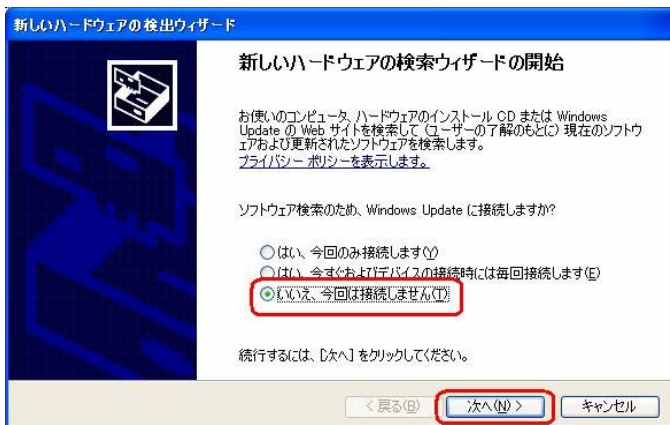 新しいハードウェアの検出ウィザード
新しいハードウェアの検索ウィザードの開始
お使いのコンピュータ、ハードウェアのインストール CD または Windows
Update の Web サイトを検索して (ユーザーの了解のもとに) 現在のソフトウ
ェアおよび更新されたソフトウェアを検索します。
プライバシー ポリシーを表示します。
ソフトウェア検索のため、Windows Update に接続しますか?
はい、今回のみ接続します(Y)
はい、今すぐおよびデバイスの接続時には毎回接続します(E)
いいえ、今回は接続しません(T)
続行するには、[次へ] をクリックしてください。
< 戻る(B) 次へ(N) > キャンセル